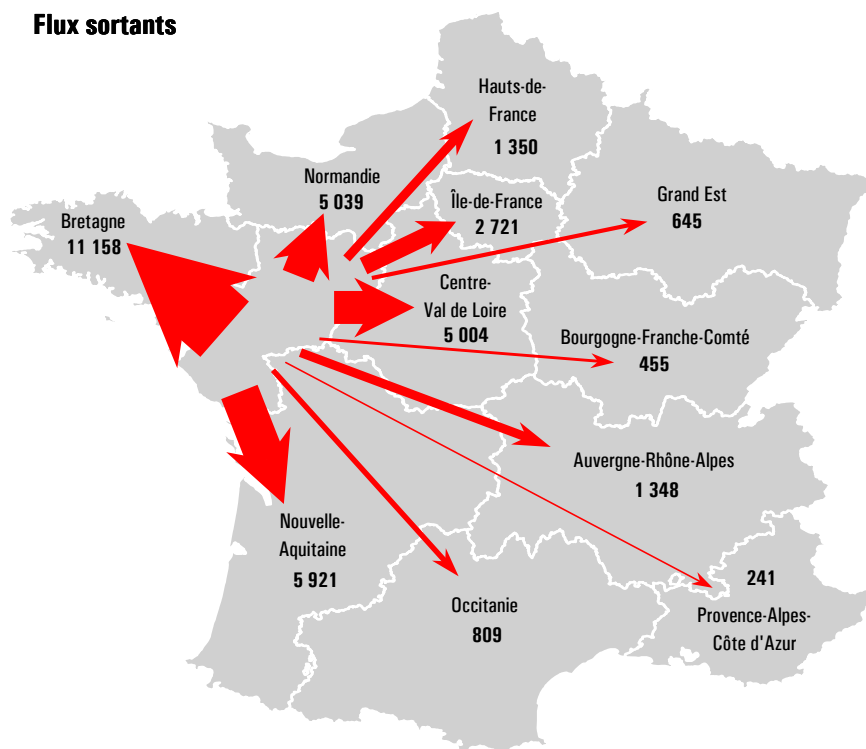 Flux sortants
Hauts-de-
France
1 350
Normandie
5 039
Île-de-France
2 721
Grand Est
645
Bretagne
11 158
Centre-
Val de Loire
5 004
Bourgogne-Franche-Comté
455
Auvergne-Rhône-Alpes
1 348
Nouvelle-
Aquitaine
5 921
Occitanie
809
241
Provence-Alpes-
Côte d'Azur